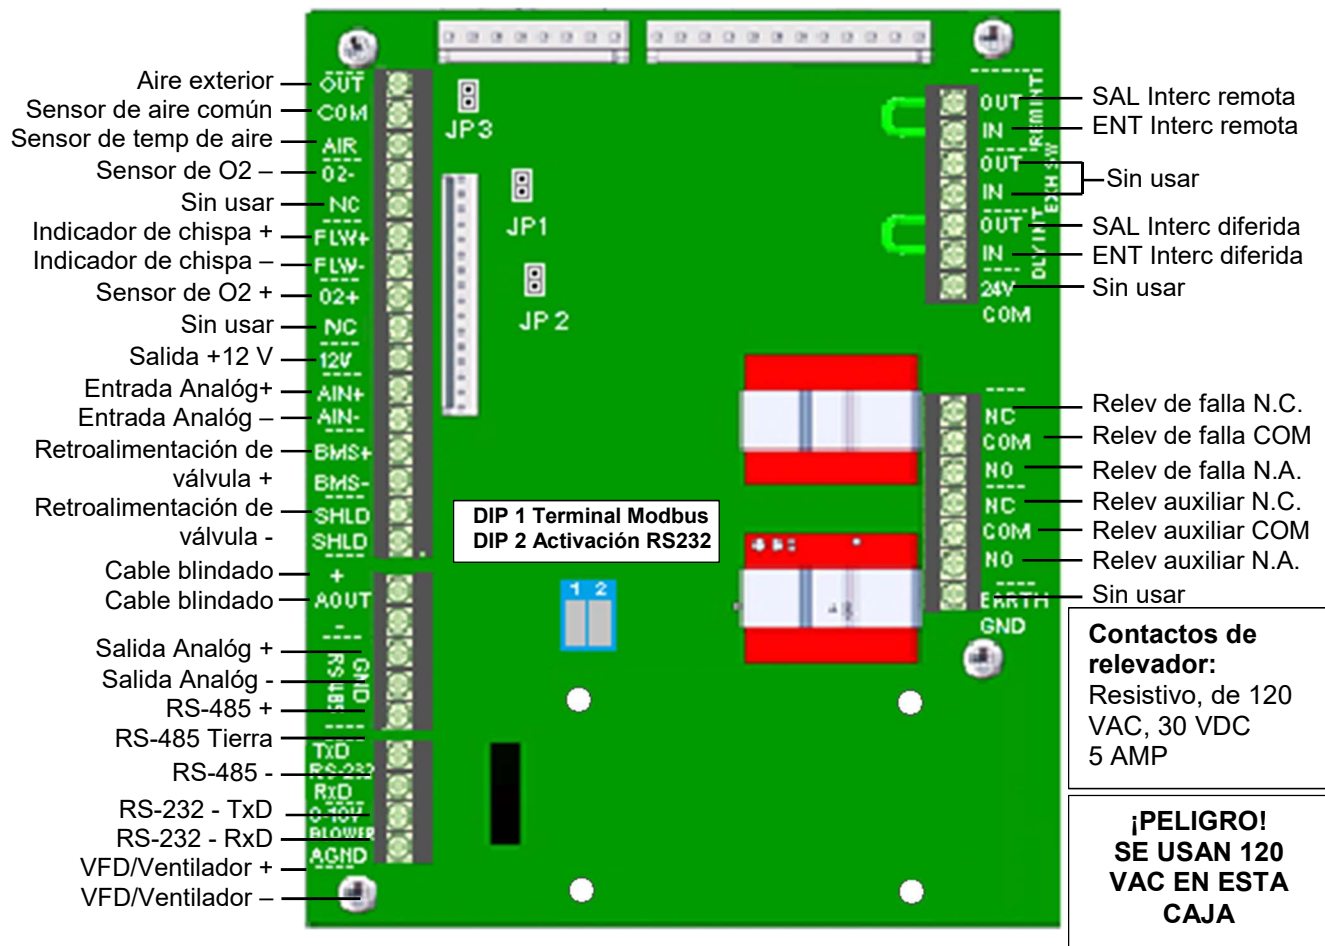 Aire exterior
Sensor de aire común
Sensor de temp de aire
Sensor de O2 –
Sin usar
Indicador de chispa +
Indicador de chispa –
Sensor de O2 +
Sin usar
Salida +12 V
Entrada Analóg+
Entrada Analóg –
Retroalimentación de
válvula +
Retroalimentación de
válvula -
Cable blindado
Cable blindado
Salida Analóg +
Salida Analóg -
RS-485 +
RS-485 Tierra
RS-485 -
RS-232 - TxD
RS-232 - RxD
VFD/Ventilador +
VFD/Ventilador –
OUT
COM
AIR
O2-
NC
FLW+
FLW-
O2+
NC
12V
AIN+
AIN-
BMS+
BMS-
SHLD
SHLD
+
AOUT
-
RS485
GND
TxD
RS-232
RxD
0-10V
BLOWER
AGND
JP3
JP1
JP 2
DIP 1 Terminal Modbus
DIP 2 Activación RS232
1 2
OUT
IN
OUT
IN
OUT
IN
24V
COM
REMINT
EXH SW
DLYINT
NC
COM
NO
NC
COM
NO
EARTH
GND
SAL Interc remota
ENT Interc remota
Sin usar
SAL Interc diferida
ENT Interc diferida
Sin usar
Relev de falla N.C.
Relev de falla COM
Relev de falla N.A.
Relev auxiliar N.C.
Relev auxiliar COM
Relev auxiliar N.A.
Sin usar
Contactos de
relevador:
Resistivo, de 120
VAC, 30 VDC
5 AMP
¡PELIGRO!
SE USAN 120
VAC EN ESTA
CAJA